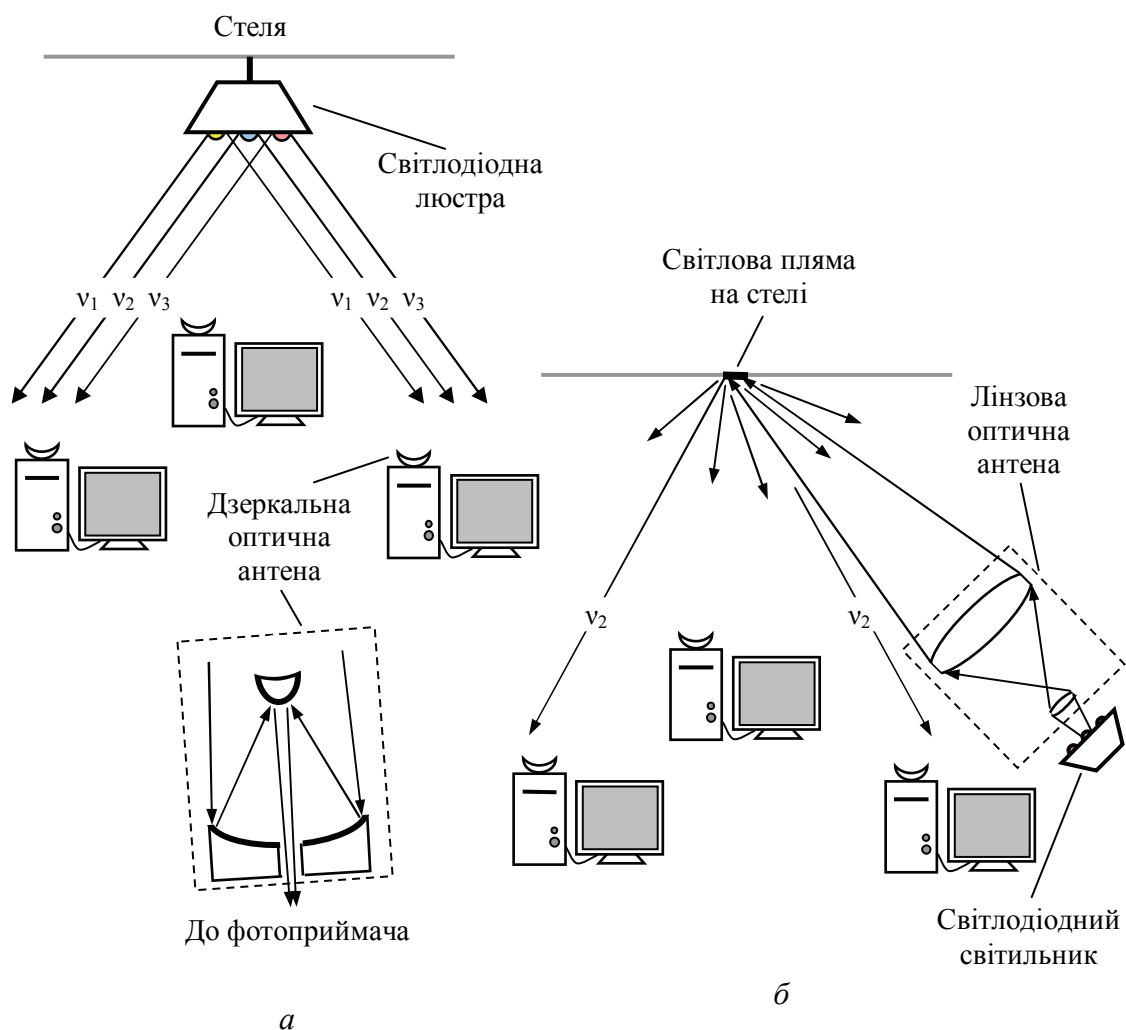 Стеля
Світлодіодна
люстра
ν₁ ν₂ ν₃
ν₁ ν₂ ν₃
Дзеркальна
оптична
антена
До фотоприймача
а
Світлова пляма
на стелі
Лінзова
оптична
антена
ν₂
ν₂
Світлодіодний
світильник
б